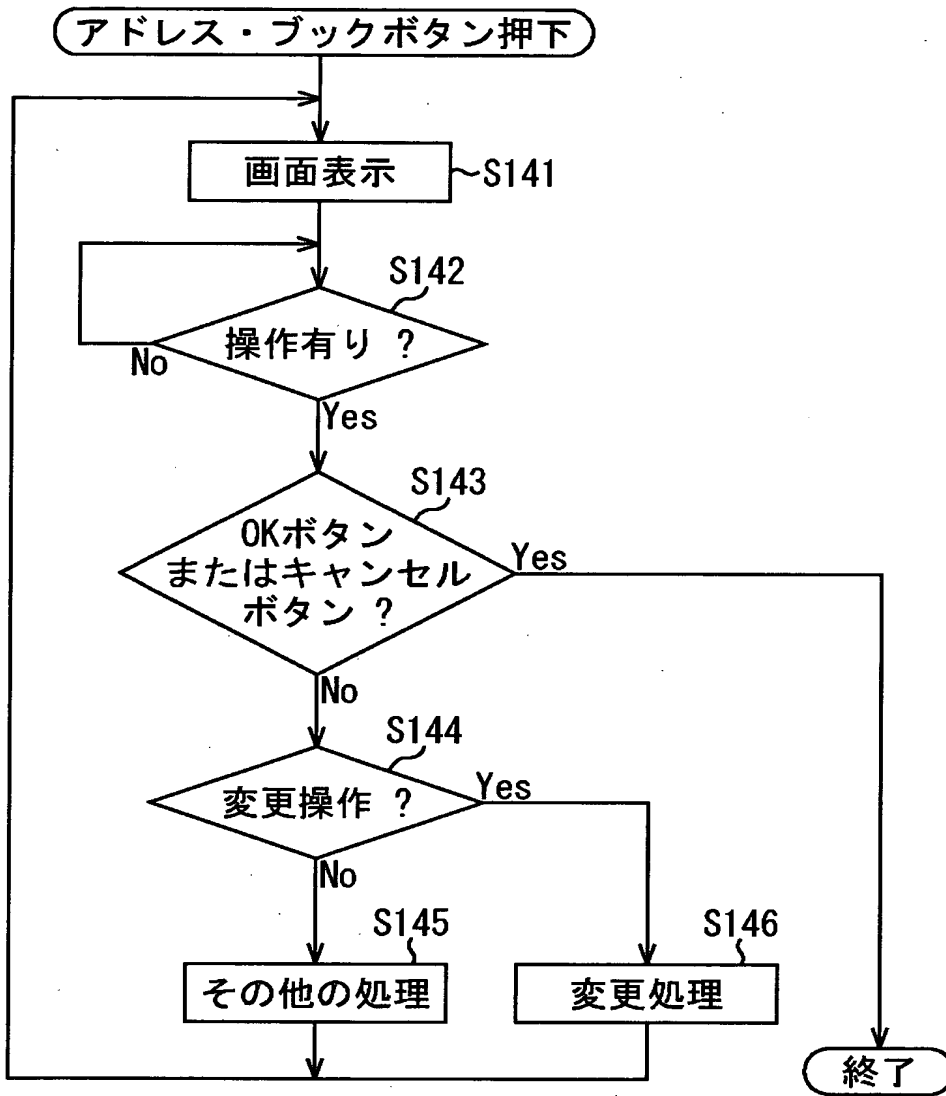 アドレス・ブックボタン押下
画面表示
S141
S142
操作有り ?
No
Yes
S143
OKボタン
またはキャンセル
ボタン ?
Yes
No
S144
変更操作 ?
Yes
No
S145
その他の処理
S146
変更処理
終了